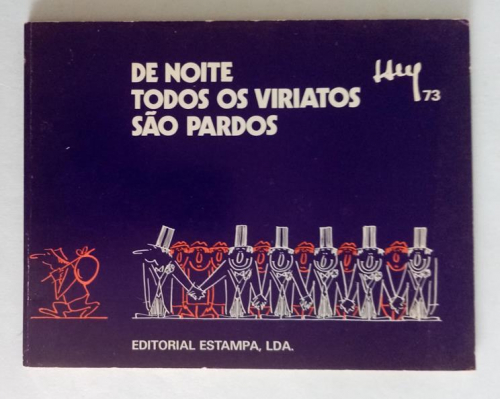 DE NOITE
TODOS OS VIRIATOS
SÃO PARDOS
73
EDITORIAL ESTAMPA, LDA.